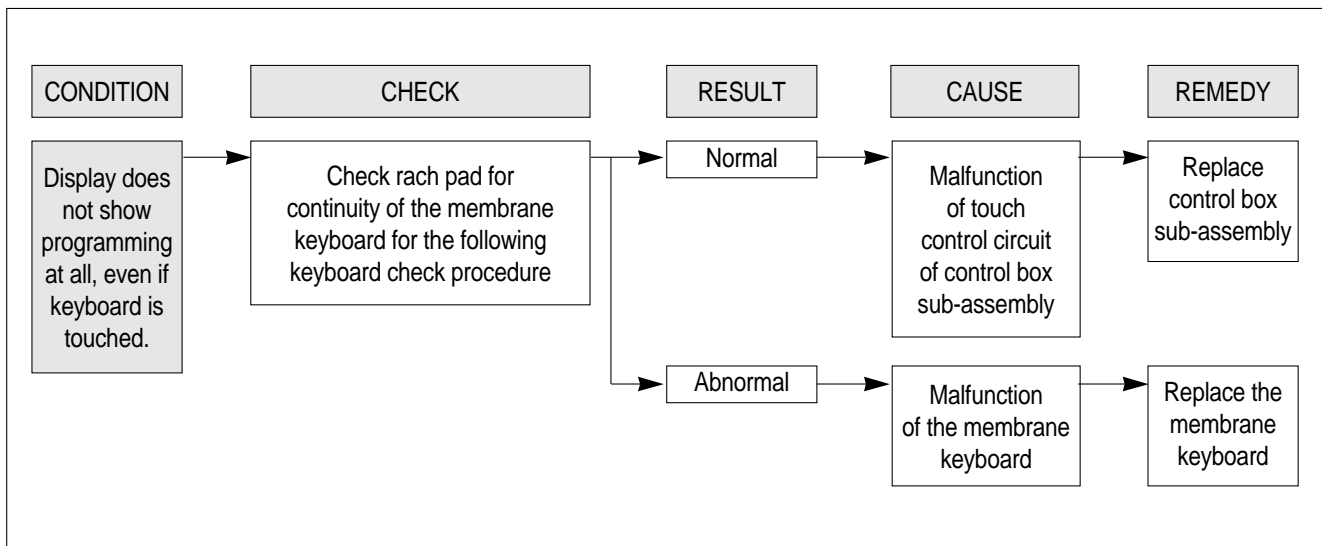 CONDITION
CHECK
RESULT
CAUSE
REMEDY
Display does
not show
programming
at all, even if
keyboard is
touched.
Check rach pad for
continuity of the membrane
keyboard for the following
keyboard check procedure
Normal
Malfunction
of touch
control circuit
of control box
sub-assembly
Replace
control box
sub-assembly
Abnormal
Malfunction
of the membrane
keyboard
Replace the
membrane
keyboard